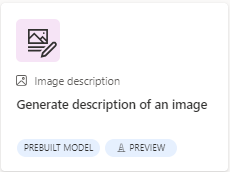 Image description
Generate description of an image
PREBUILT MODEL
PREVIEW